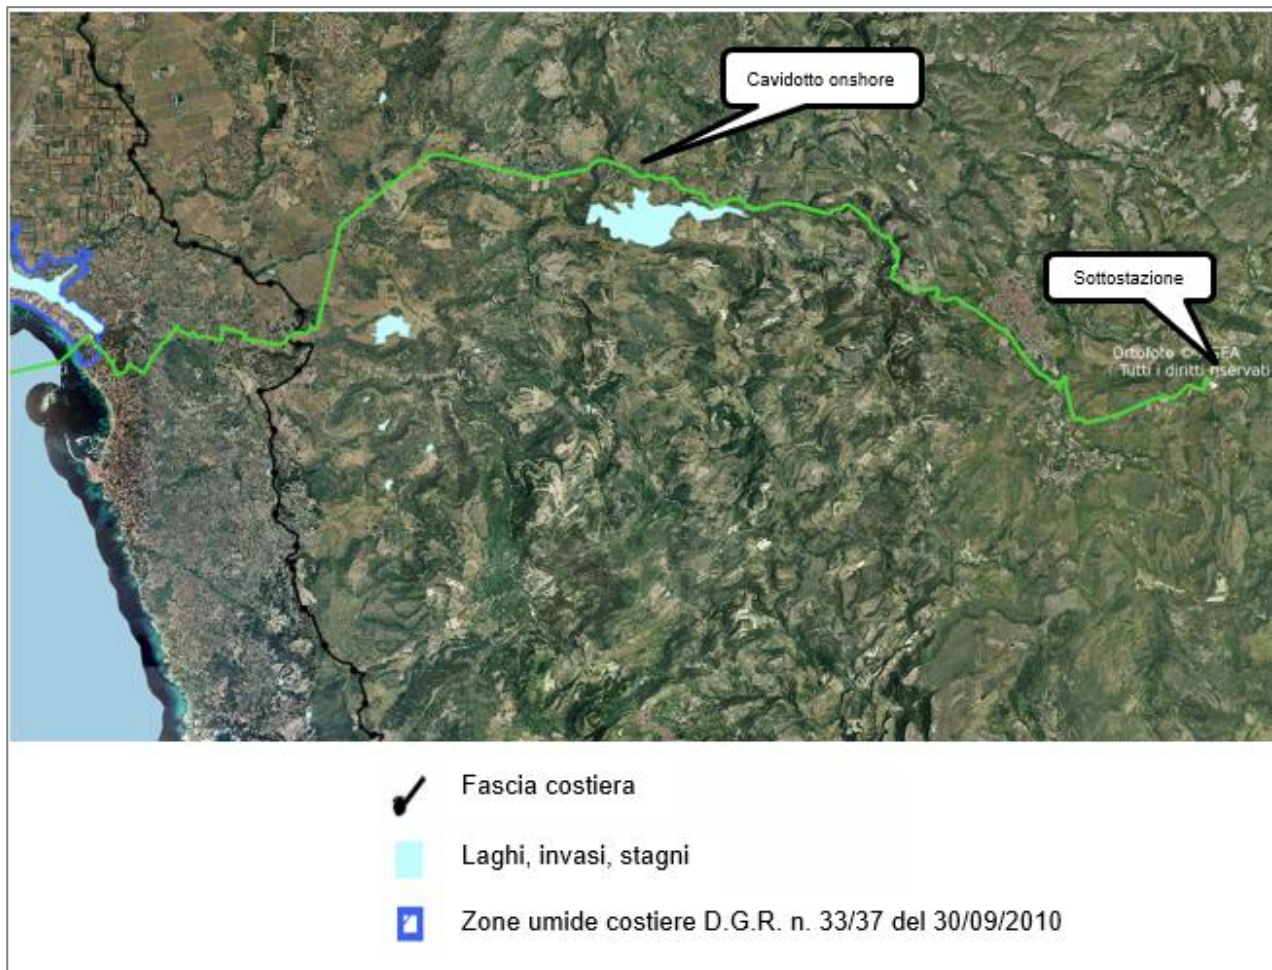 Cavidotto onshore
Sottostazione
Ortofoto ©
Tutti i diritti riservati
Fascia costiera
Laghi, invasi, stagni
Zone umide costiere D.G.R. n. 33/37 del 30/09/2010